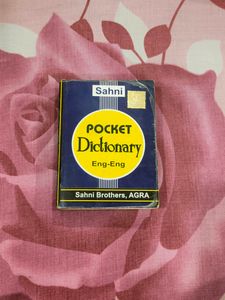 Sahni
POCKET
Dictionary
Eng-Eng
Sahni Brothers, AGRA